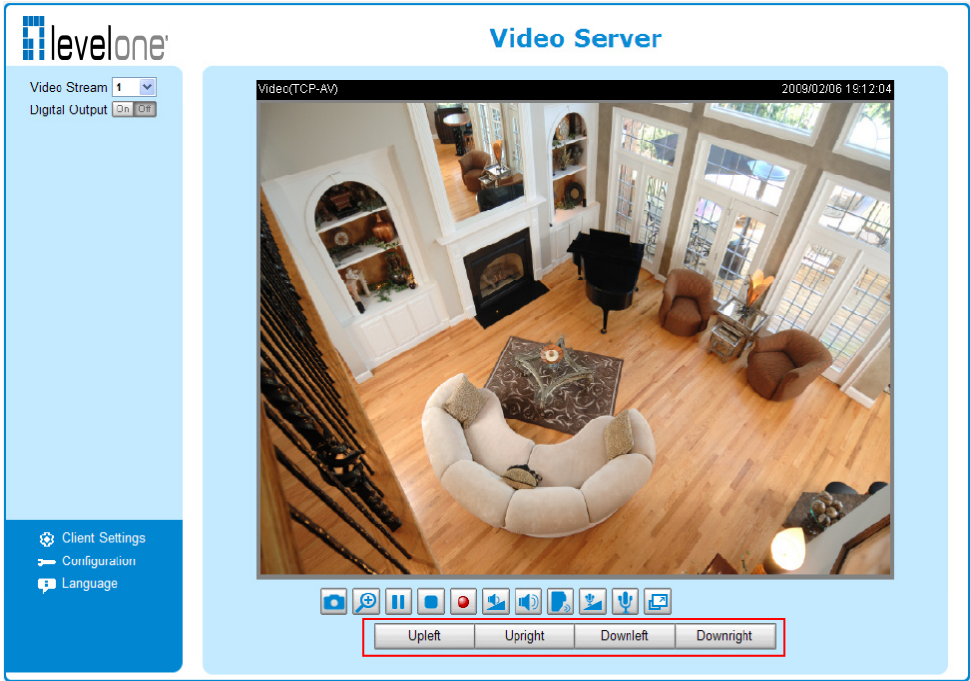 levelone
Video Server
Video Stream 1
Digital Output On Off
Video(TCP-AV) 2009/02/06 19:12:04
Client Settings
Configuration
Language
Upleft Upright Downleft Downright